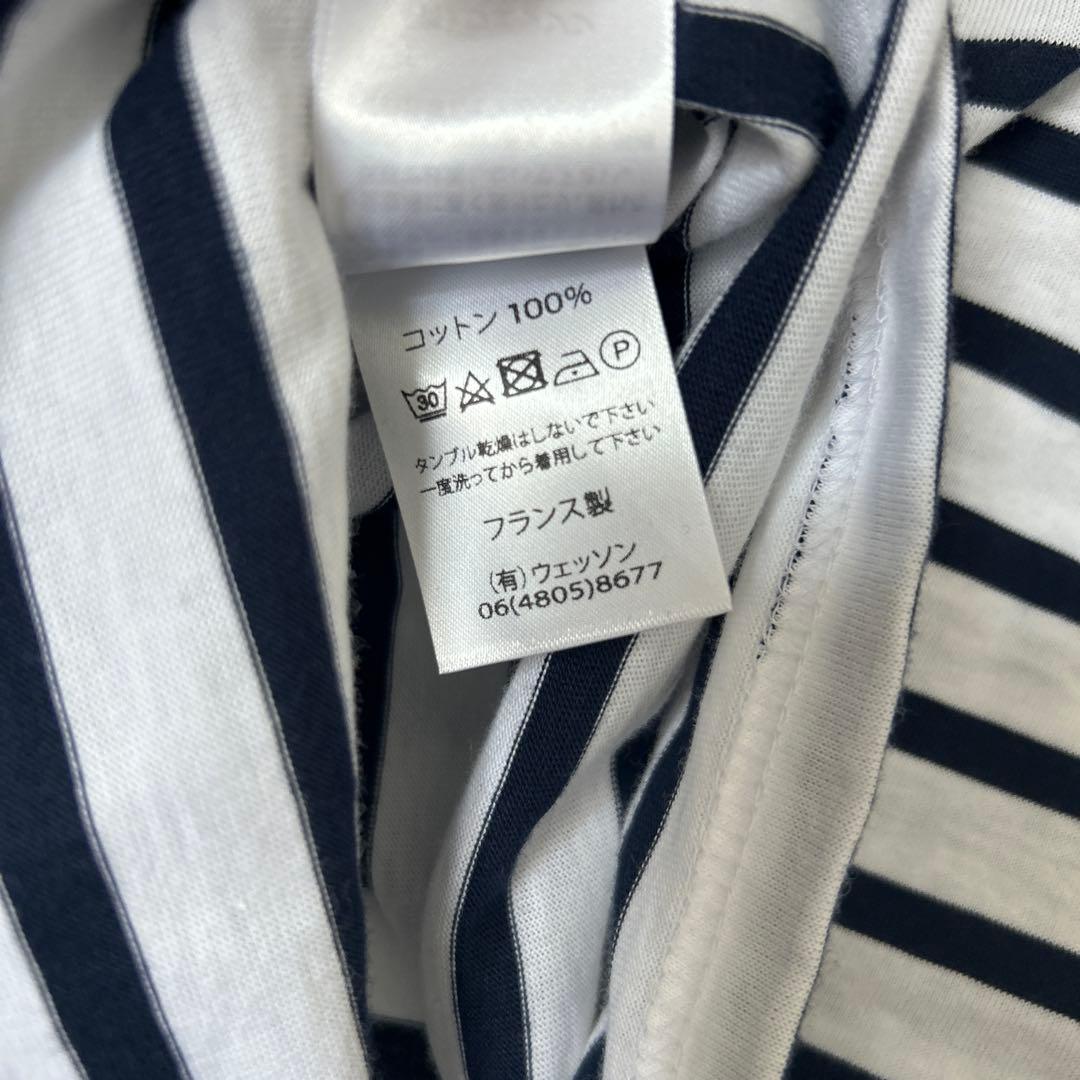 コットン 100%
30 P
タンブル乾燥はしないで下さい
一度洗ってから着用して下さい
フランス製
(有)ウェッソン
06(4805)8677